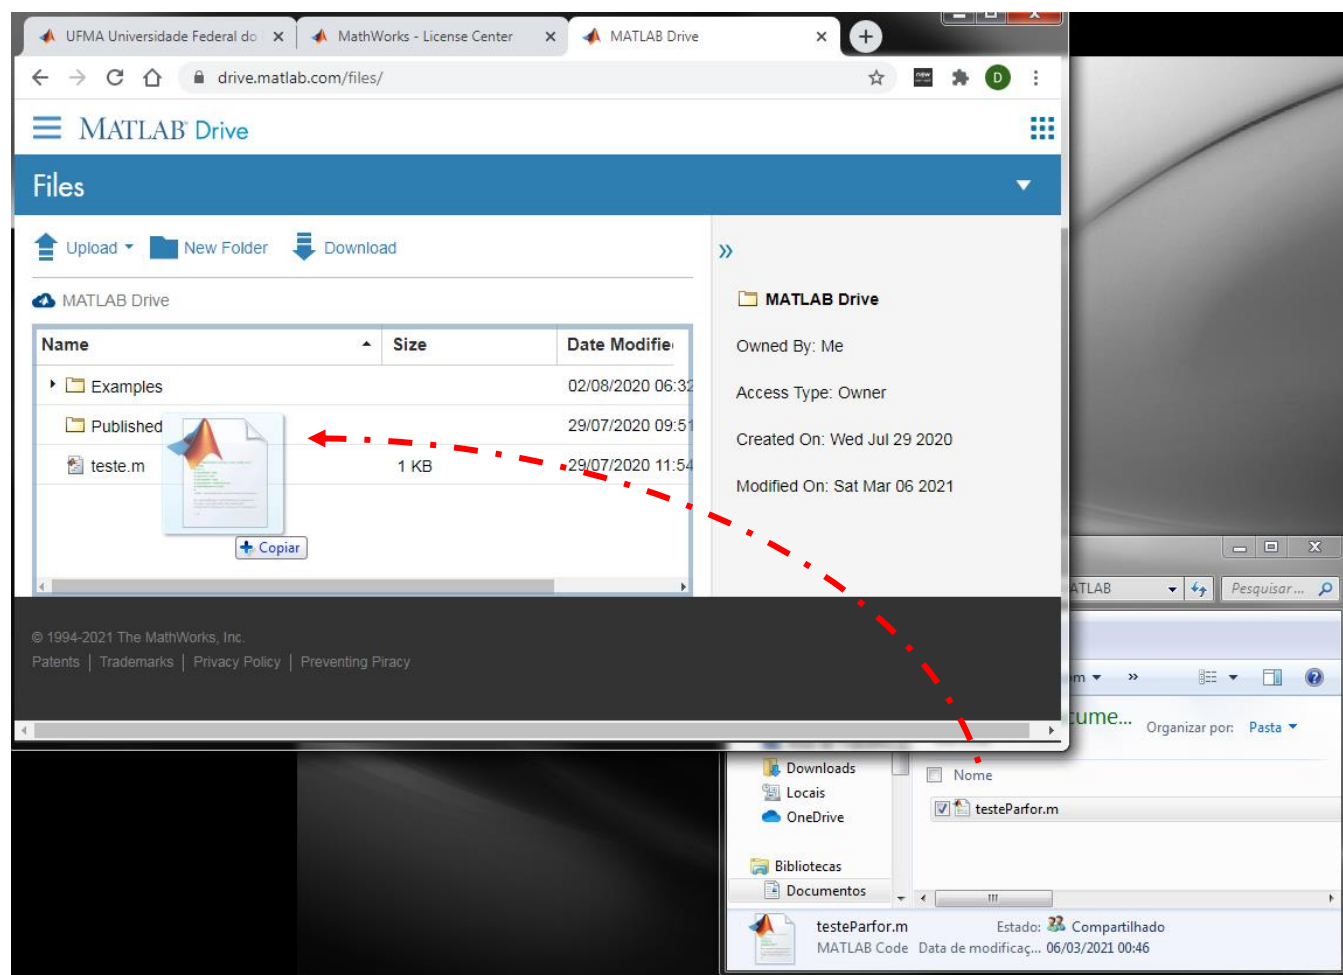 UFMA Universidade Federal do
MathWorks - License Center
MATLAB Drive
drive.matlab.com/files/
new
D
MATLAB® Drive
Files
Upload
New Folder
Download
MATLAB Drive
Name
Size
Date Modifie
Examples
02/08/2020 06:32
Published
29/07/2020 09:51
teste.m
1 KB
29/07/2020 11:54
Copiar
MATLAB Drive
Owned By: Me
Access Type: Owner
Created On: Wed Jul 29 2020
Modified On: Sat Mar 06 2021
© 1994-2021 The MathWorks, Inc.
Patents | Trademarks | Privacy Policy | Preventing Piracy
ATLAB
Pesquisar ...
om
cume...
Organizar por: Pasta
Downloads
Locais
OneDrive
Bibliotecas
Documentos
Nome
testeParfor.m
testeParfor.m
Estado: Compartilhado
MATLAB Code
Data de modificaç... 06/03/2021 00:46